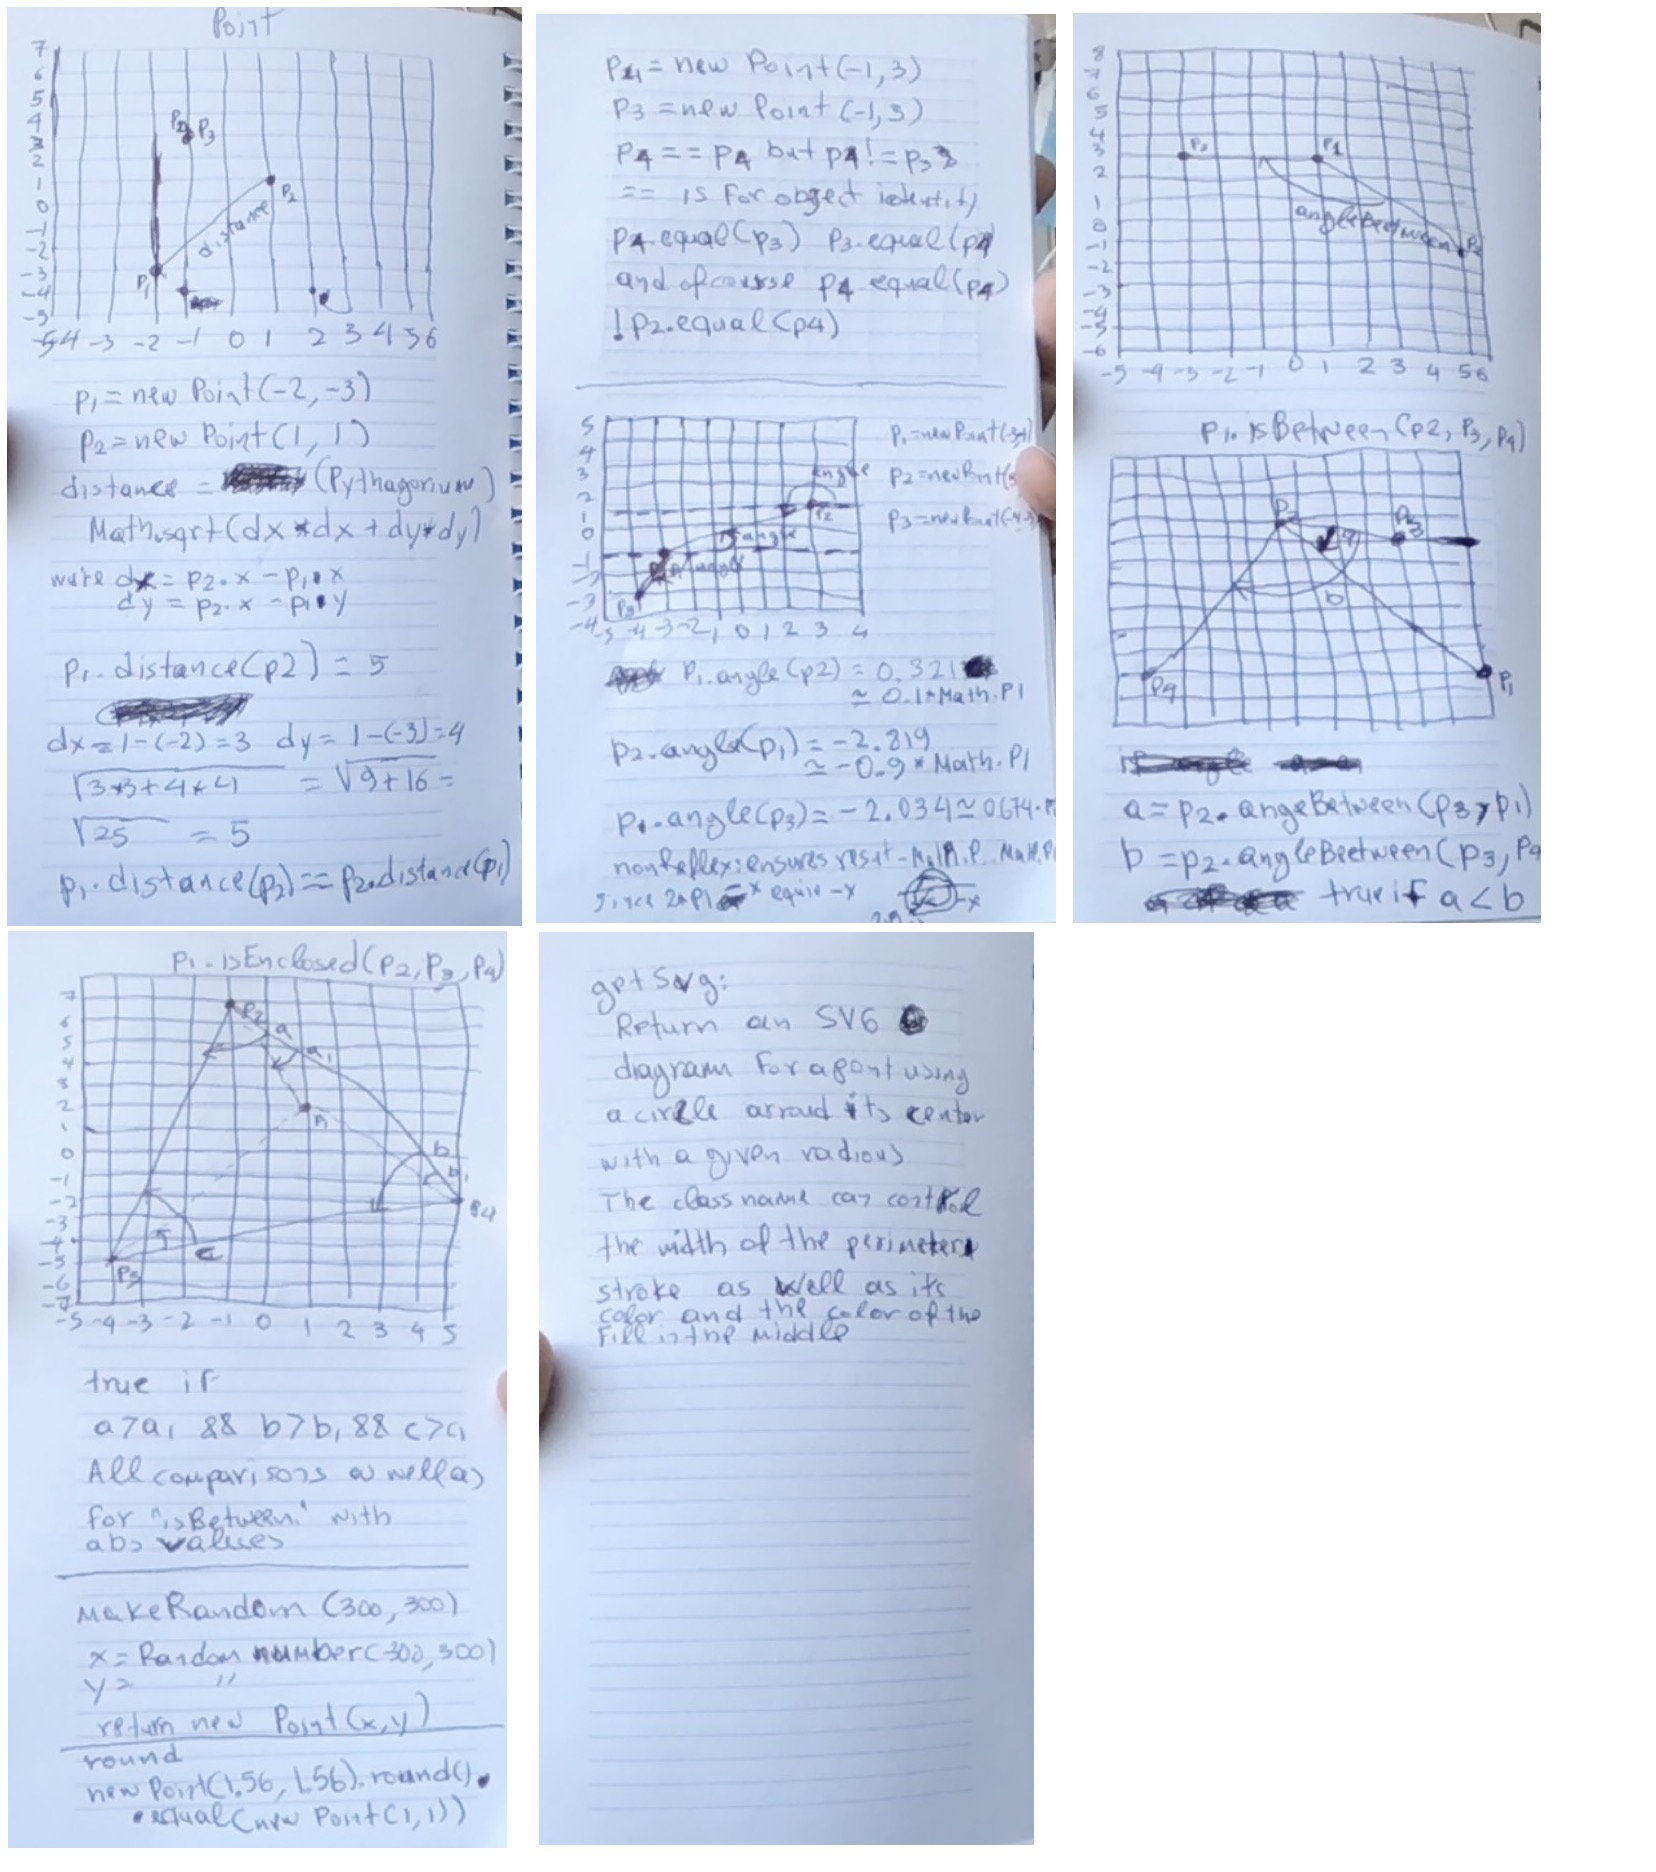 Point
7
6
5
4
3
2
1
0
-1
-2
-3
-4
-5
P2 P3
P2
distance
P1
-5 -4 -3 -2 -1 0 1 2 3 4 5 6
P1 = new Point(-2, -3)
P2 = new Point(1, 1)
distance = (Pythagorium)
Math.sqrt(dx*dx + dy*dy)
were dx = p2.x - p1.x
dy = p2.x - p1.y
P1.distance(p2) = 5
dx = 1-(-2) = 3 dy = 1-(-3) = 4
√3*3+4*4 = √9+16 =
√25 = 5
p1.distance(p2) == p2.distance(p1)
P4 = new Point(-1, 3)
P3 = new Point(-1, 3)
P4 == P4 but p4 != p3
== is for object identity
P4.equal(p3) P3.equal(p4)
and of course p4.equal(p4)
!p2.equal(p4)
5
4
3
2
1
0
-1
-2
-3
-4
angle
P2
angle
P1 angle
P3
-5 -4 -3 -2 -1 0 1 2 3 4
P1 = new Point(-3,-1)
P2 = new Point(3
P3 = new Point(-4,-3
P1.angle(p2) = 0.321
≈ 0.1*Math.PI
P2.angle(p1) = -2.819
≈ -0.9*Math.PI
P1.angle(p3) = -2.034 ≈ 0.674.
nonReflex: ensures result - Math.P.. Math.P
since 2*PI - x equiv -x
-x
8
7
6
5
4
3
2
1
0
-1
-2
-3
-4
-5
-6
P3 P1
angleBeetween
P2
-5 -4 -3 -2 -1 0 1 2 3 4 5 6
P1.isBetween(p2, P3, P4)
P2
P3
a
b
P4
P1
a = p2.angeBetween(p3, p1)
b = p2.angleBeetween(p3, P4
true if a < b
P1.isEnclosed(P2, P3, P4)
7
6
5
4
3
2
1
0
-1
-2
-3
-4
-5
-6
-7
P2
a
a1
P1
b
b1
P4
c
P3
-5 -4 -3 -2 -1 0 1 2 3 4 5
true if
a>a1 && b>b1 && c>c1
All comparisons as well as
for "isBetween" with
abs values
makeRandom (300, 300)
x = Random number(300, 300)
y = "
return new Point(x, y)
round
new Point(1.56, 1.56).round().
.equal(new Point(1, 1))
getSvg:
Return an SVG
diagram for a pont using
a circle arroud its center
with a given radious
The class name can control
the width of the perimeter
stroke as well as its
color and the color of the
fill in the middle